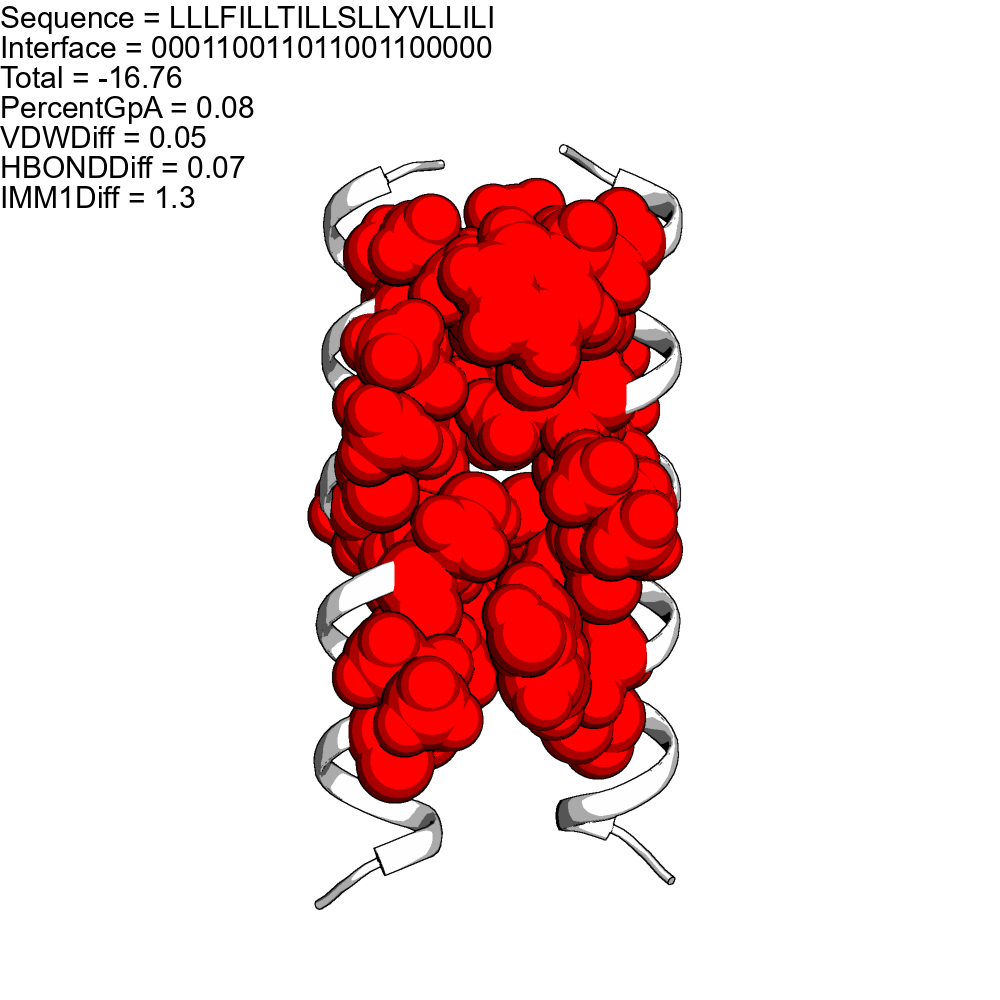 Sequence = LLLFILLTILLSLLYVLLILI
Interface = 000110011011001100000
Total = -16.76
PercentGpA = 0.08
VDWDiff = 0.05
HBONDDiff = 0.07
IMM1Diff = 1.3